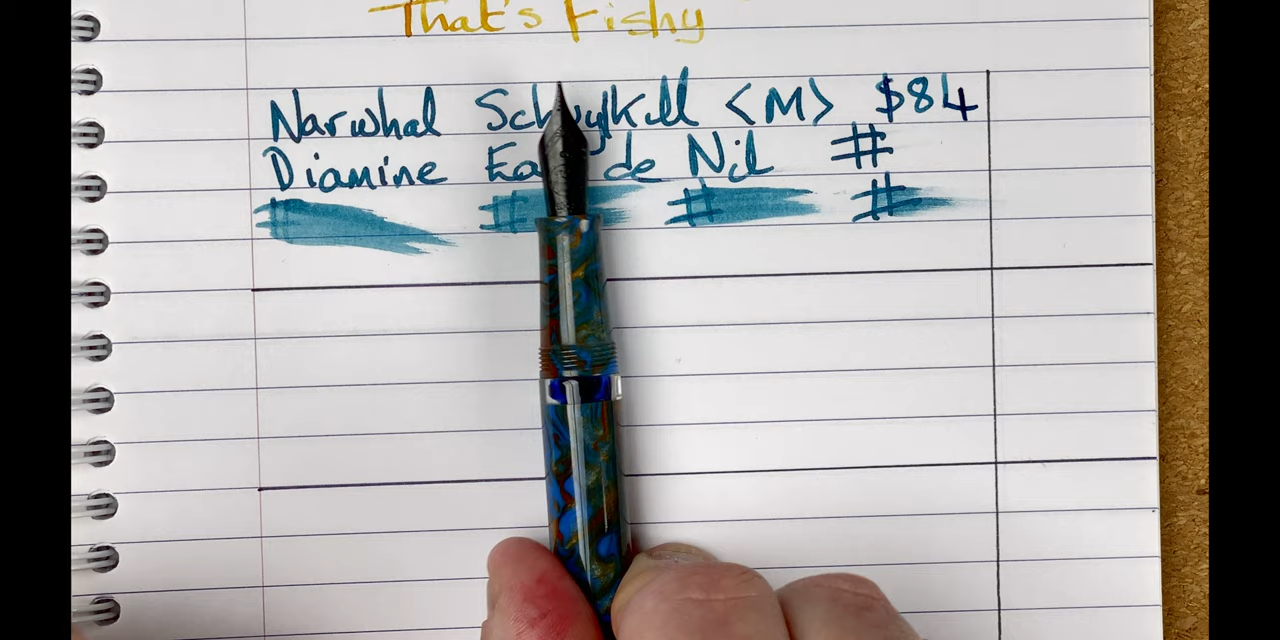 That's Fishy
Narwhal Schuylkill <M> $84
Diamine Eau de Nil #
# # # #